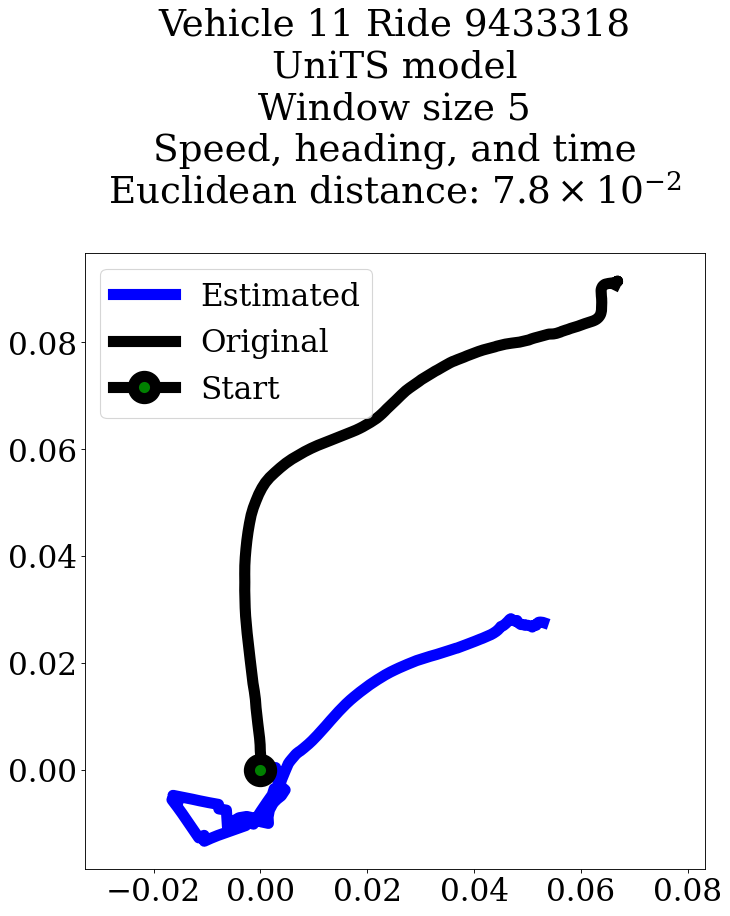 Vehicle 11 Ride 9433318
UniTS model
Window size 5
Speed, heading, and time
Euclidean distance: 7.8 × 10⁻²
Estimated
Original
Start
0.08
0.06
0.04
0.02
0.00
−0.02 0.00 0.02 0.04 0.06 0.08